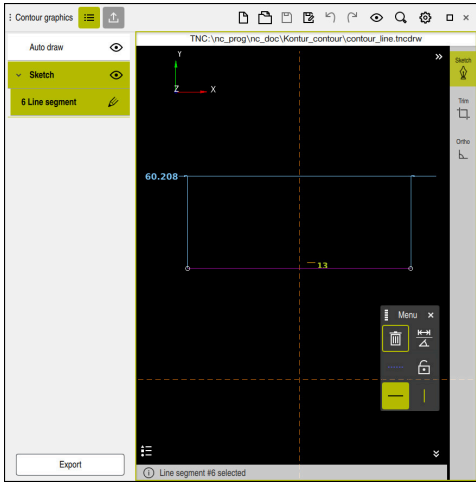 Contour graphics
TNC:\nc_prog\nc_doc\Kontur_contour\contour_line.tncdrw
Auto draw
Sketch
6 Line segment
Export
Y
Z
X
60.208
13
Menu
Line segment #6 selected
Sketch
Trim
Ortho